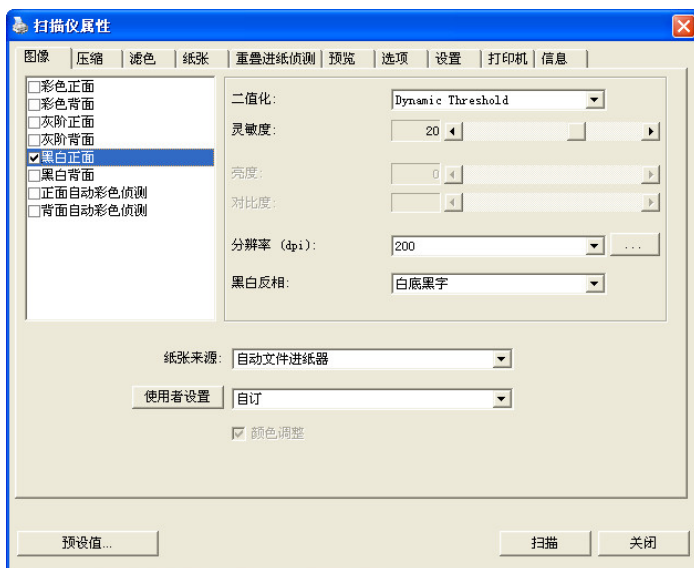 扫描仪属性
图像 压缩 滤色 纸张 重叠进纸侦测 预览 选项 设置 打印机 信息
彩色正面
彩色背面
灰阶正面
灰阶背面
黑白正面
黑白背面
正面自动彩色侦测
背面自动彩色侦测
二值化: Dynamic Threshold
灵敏度: 20
亮度: 0
对比度:
分辨率 (dpi): 200 ...
黑白反相: 白底黑字
纸张来源: 自动文件进纸器
使用者设置 自订
颜色调整
预设值... 扫描 关闭